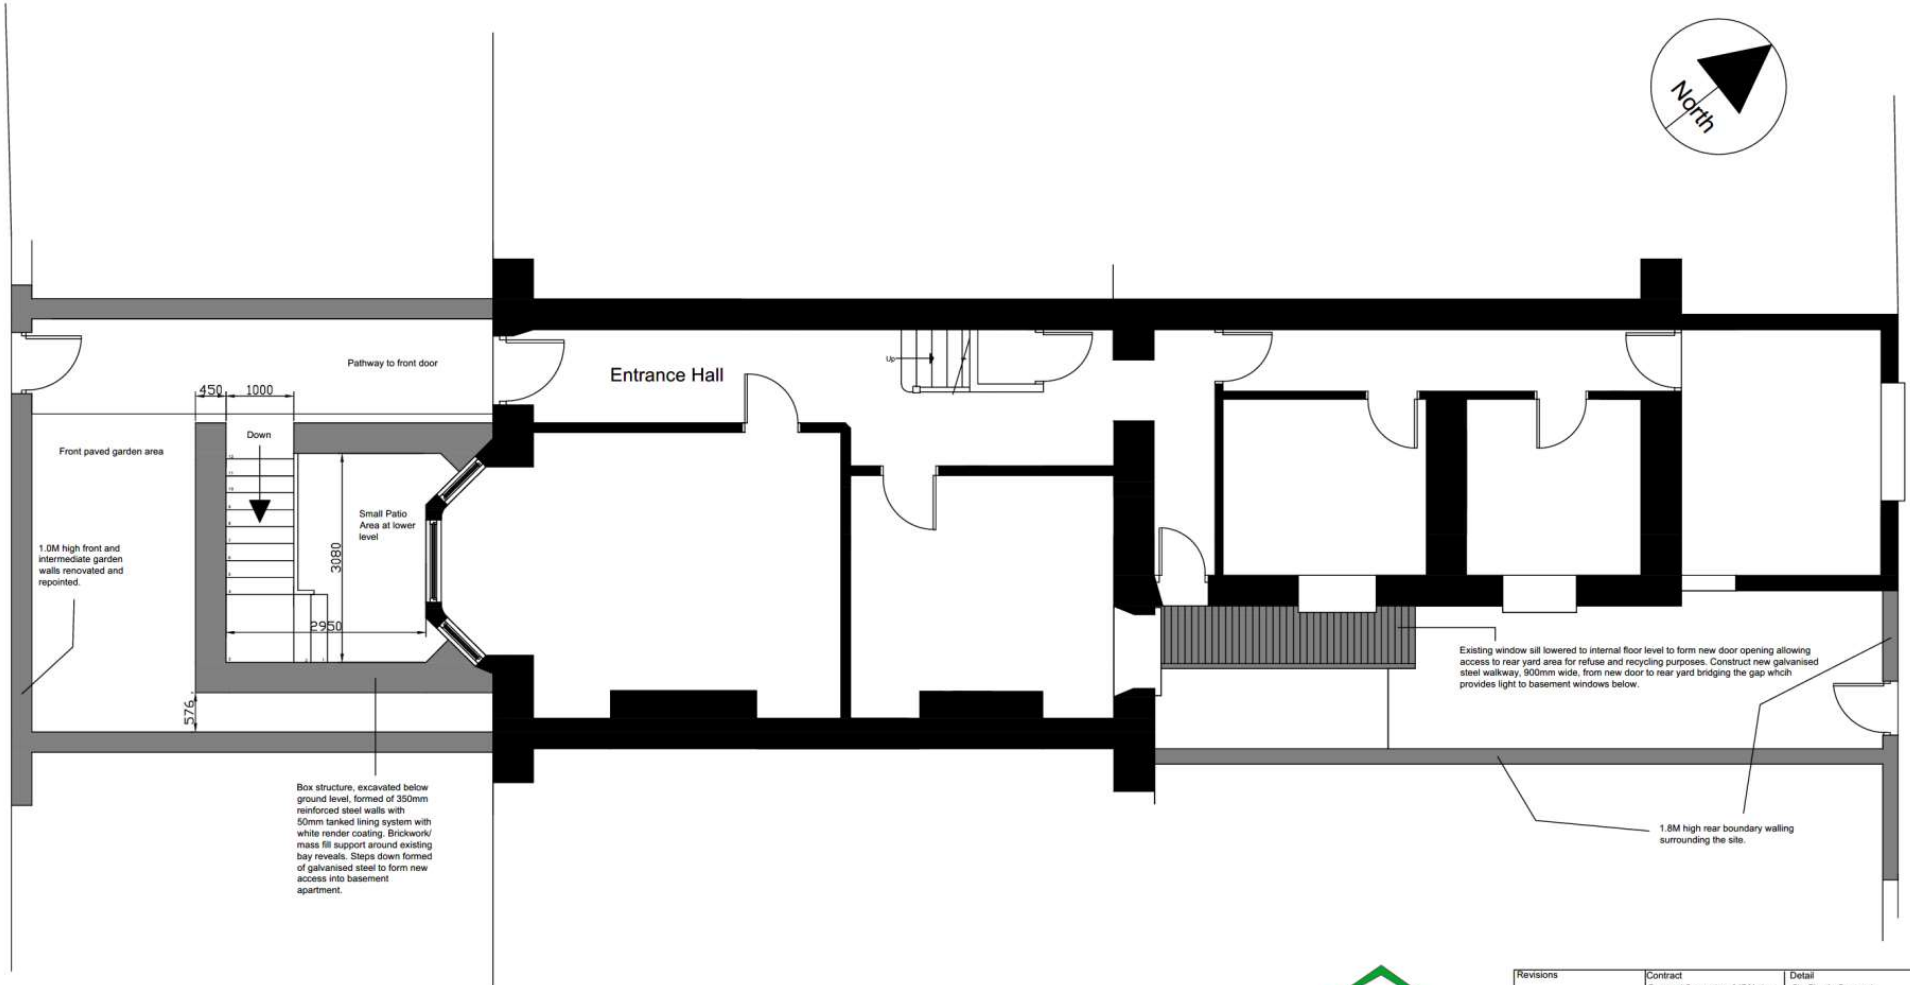 North
Pathway to front door
Entrance Hall
Up
450
1000
Down
Front paved garden area
12
11
10
Small Patio
Area at lower
level
3080
1.0M high front and
intermediate garden
walls renovated and
repointed.
2950
576
Existing window sill lowered to internal floor level to form new door opening allowing
access to rear yard area for refuse and recycling purposes. Construct new galvanised
steel walkway, 900mm wide, from new door to rear yard bridging the gap whcih
provides light to basement windows below.
Box structure, excavated below
ground level, formed of 350mm
reinforced steel walls with
50mm tanked lining system with
white render coating. Brickwork/
mass fill support around existing
bay reveals. Steps down formed
of galvanised steel to form new
access into basement
apartment.
1.8M high rear boundary walling
surrounding the site.
Revisions
Contract
Detail